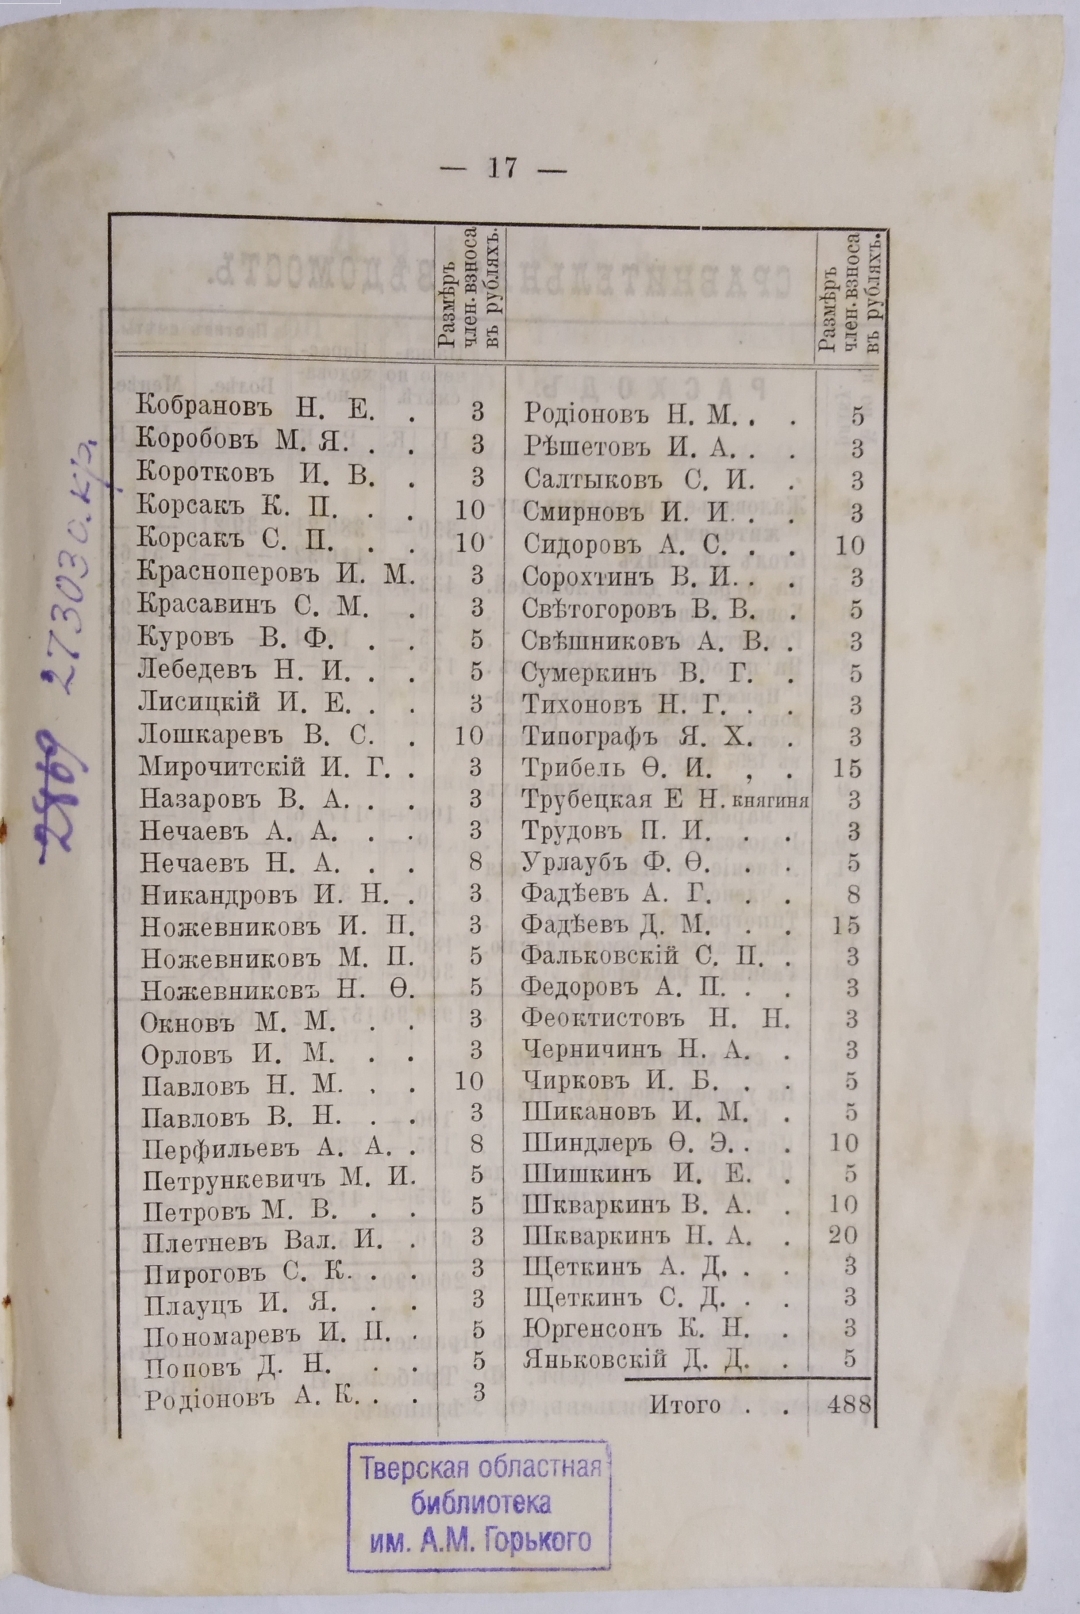 — 17 —
Размѣръ
член. взноса
въ рубляхъ.
Кобрановъ Н. Е. . 3
Коробовъ М. Я. . . 3
Коротковъ И. В. . 3
Корсакъ К. П. . . 10
Корсакъ С. П. . . 10
Красноперовъ И. М. 3
Красавинъ С. М. . 3
Куровъ В. Ф. . . 5
Лебедевъ Н. И. . . 5
Лисицкій И. Е. . . 3
Лошкаревъ В. С. . 10
Мирочитскій И. Г. . 3
Назаровъ В. А. . . 3
Нечаевъ А. А. . . 3
Нечаевъ Н. А. . . 8
Никандровъ И. Н. . 3
Ножевниковъ И. П. 3
Ножевниковъ М. П. 5
Ножевниковъ Н. Ѳ. 5
Окновъ М. М. . . 3
Орловъ И. М. . . 3
Павловъ Н. М. . . 10
Павловъ В. Н. . . 3
Перфильевъ А. А. . 8
Петрункевичъ М. И. 5
Петровъ М. В. . . 5
Плетневъ Вал. И. . 3
Пироговъ С. К. . . 3
Плауцъ И. Я. . . 3
Пономаревъ И. П. . 5
Поповъ Д. Н. . . 5
Родіоновъ А. К. . . 3
Размѣръ
член. взноса
въ рубляхъ.
Родіоновъ Н. М. . . 5
Рѣшетовъ И. А. . . 3
Салтыковъ С. И. . 3
Смирновъ И. И. . . 3
Сидоровъ А. С. . . 10
Сорохтинъ В. И. . . 3
Свѣтогоровъ В. В. . 5
Свѣшниковъ А. В. . 3
Сумеркинъ В. Г. . 5
Тихоновъ Н. Г. . . 3
Типографъ Я. Х. . 3
Трибель Ѳ. И. , . 15
Трубецкая Е Н. княгиня 3
Трудовъ П. И. . . 3
Урлаубъ Ф. Ѳ. . . 5
Фадѣевъ А. Г. . . 8
Фадѣевъ Д. М. . . 15
Фальковскій С. П. . 3
Федоровъ А. П. . . 3
Феоктистовъ Н. Н. 3
Черничинъ Н. А. . 3
Чирковъ И. Б. . . 5
Шикановъ И. М. . 5
Шиндлеръ Ѳ. Э. . . 10
Шишкинъ И. Е. . 5
Шкваркинъ В. А. . 10
Шкваркинъ Н. А. . 20
Щеткинъ А. Д. . . 3
Щеткинъ С. Д. . . 3
Юргенсонъ К. Н. . 3
Яньковскій Д. Д. . 5
Итого . . 488
Тверская областная
библиотека
им. А.М. Горького
27303 кр.